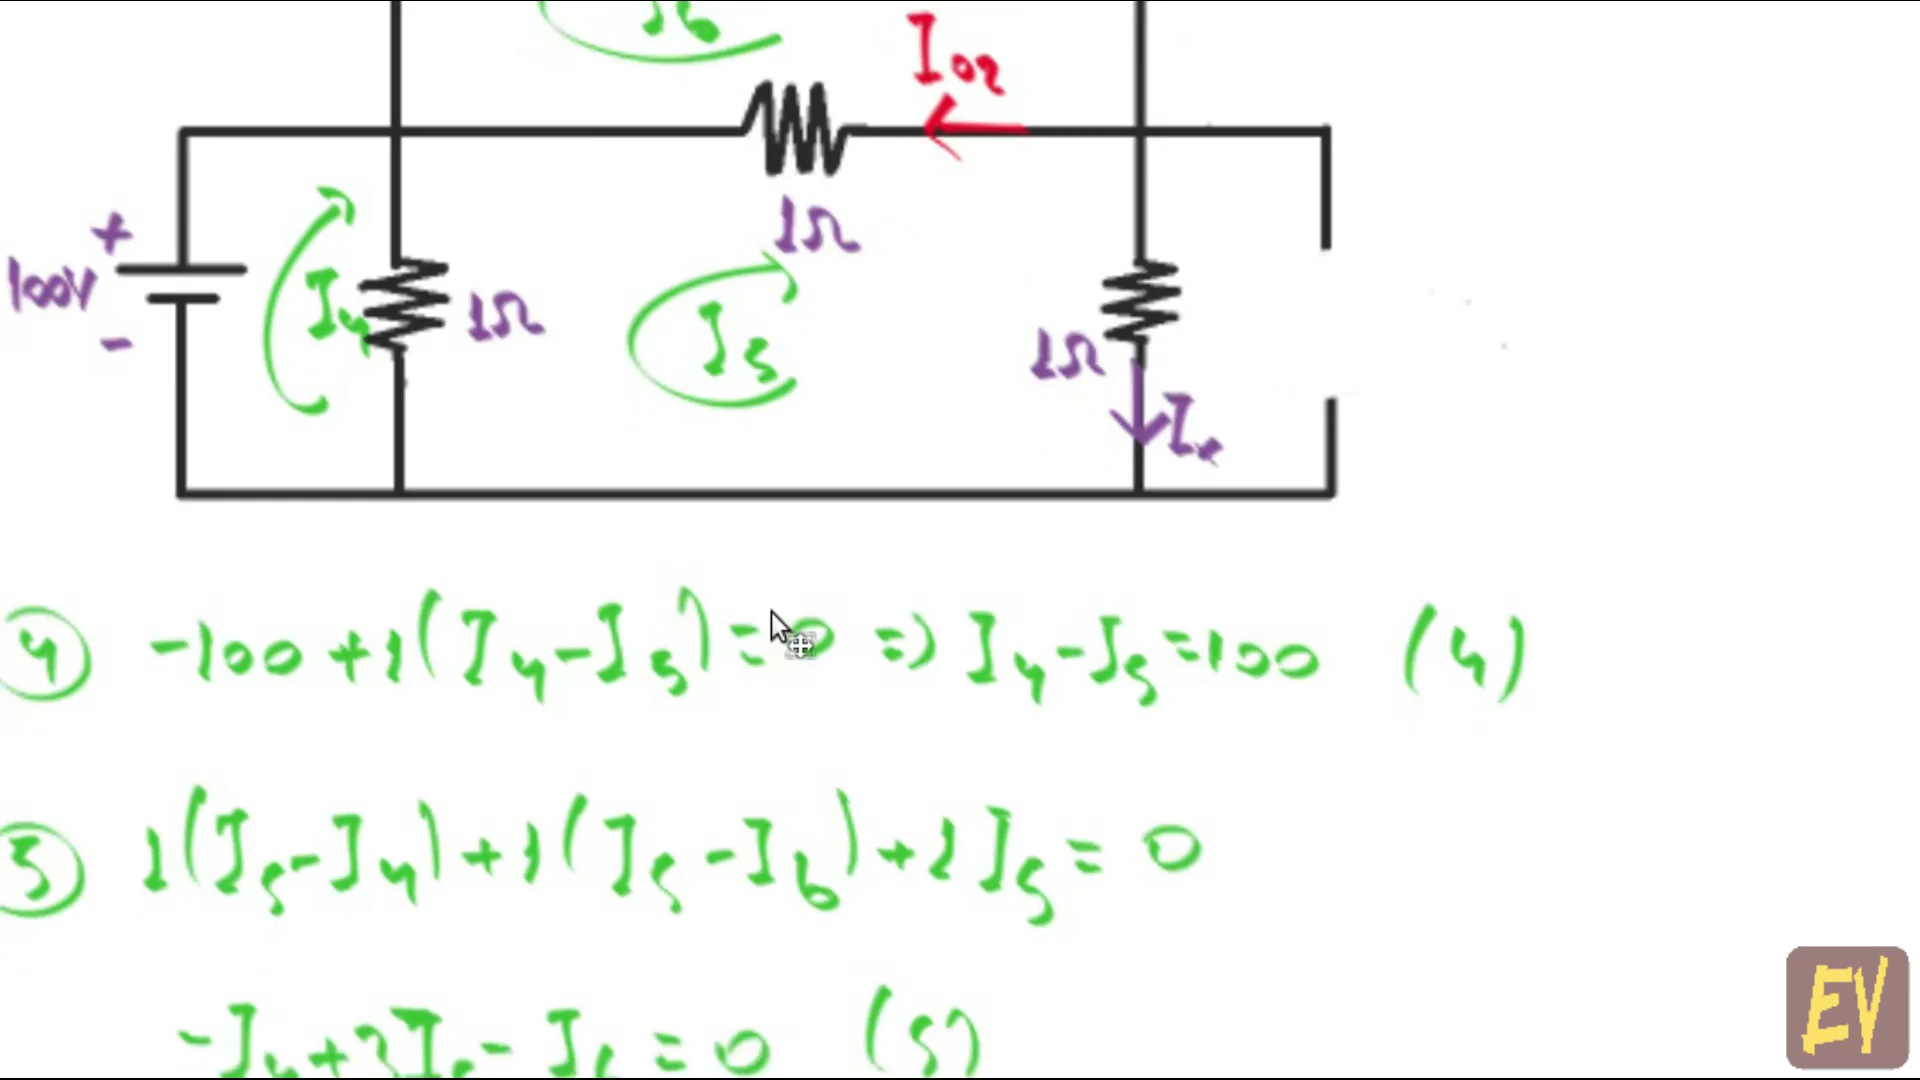 I6
I02
+
1Ω
100V
I4
1Ω
I5
1Ω
-
Ix
4 -100 + 1(I4 - I5) = 0 => I4 - I5 = 100 (4)
5 1(I5 - I4) + 1(I5 - I6) + 1I5 = 0
-I4 + 3I5 - I6 = 0 (5)
EV